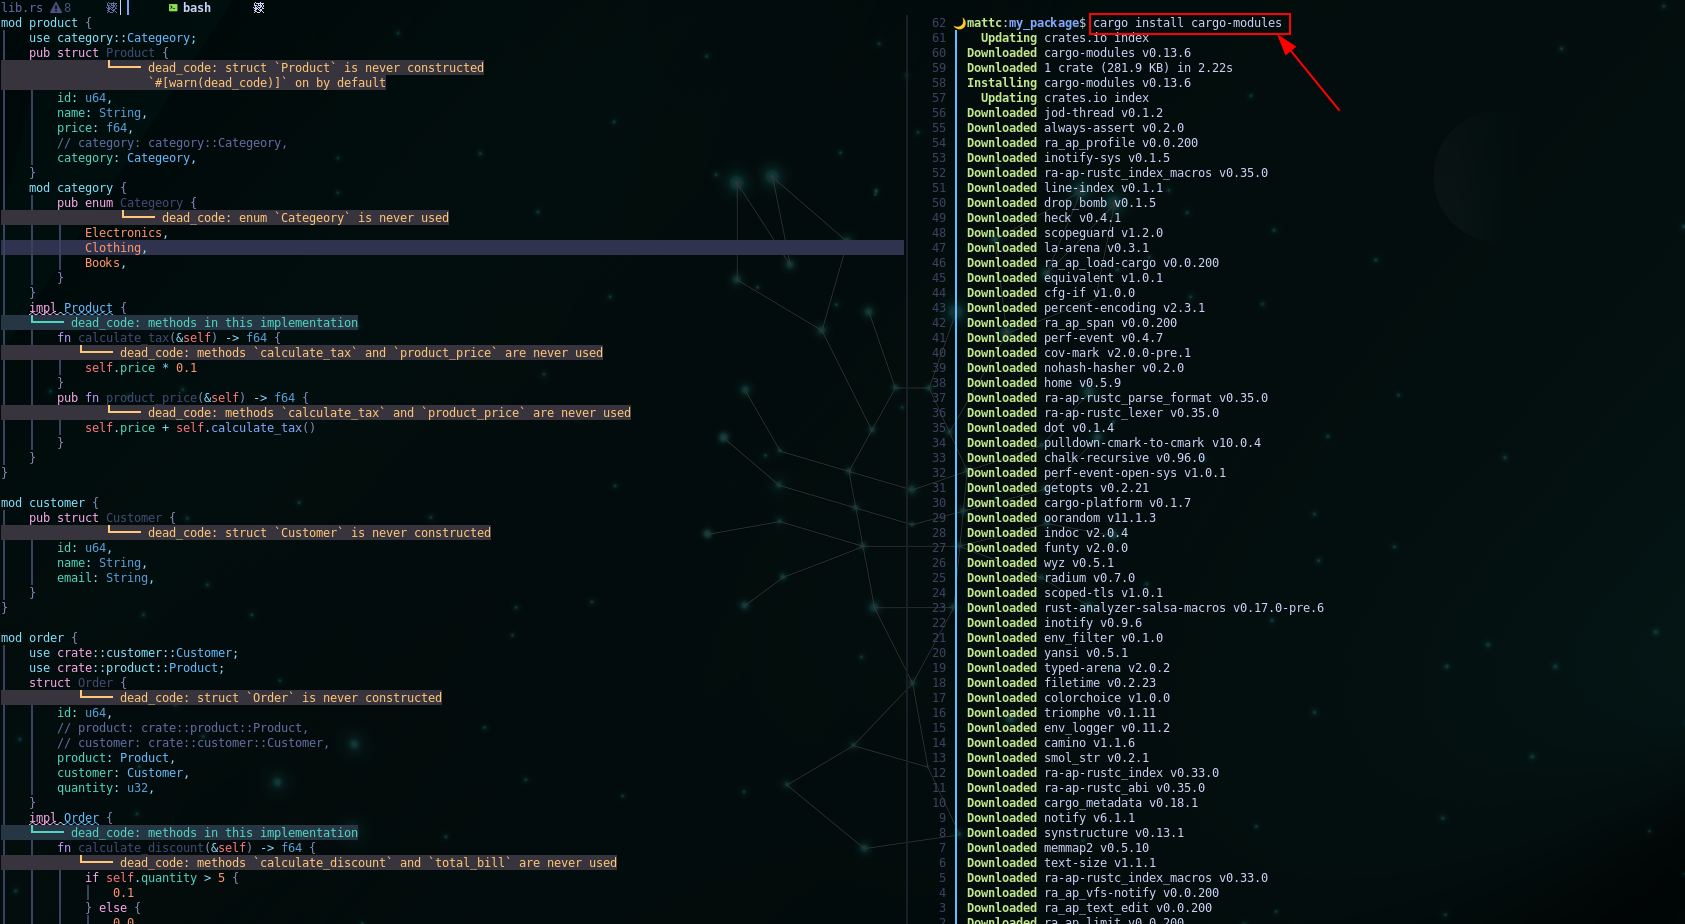 lib.rs 8
bash
mod product {
use category::Categeory;
pub struct Product {
dead_code: struct `Product` is never constructed
`#[warn(dead_code)]` on by default
id: u64,
name: String,
price: f64,
// category: category::Categeory,
category: Categeory,
}
mod category {
pub enum Categeory {
dead_code: enum `Categeory` is never used
Electronics,
Clothing,
Books,
}
}
impl Product {
dead_code: methods in this implementation
fn calculate_tax(&self) -> f64 {
dead_code: methods `calculate_tax` and `product_price` are never used
self.price * 0.1
}
pub fn product_price(&self) -> f64 {
dead_code: methods `calculate_tax` and `product_price` are never used
self.price + self.calculate_tax()
}
}
}
mod customer {
pub struct Customer {
dead_code: struct `Customer` is never constructed
id: u64,
name: String,
email: String,
}
}
mod order {
use crate::customer::Customer;
use crate::product::Product;
struct Order {
dead_code: struct `Order` is never constructed
id: u64,
// product: crate::product::Product,
// customer: crate::customer::Customer,
product: Product,
customer: Customer,
quantity: u32,
}
impl Order {
dead_code: methods in this implementation
fn calculate_discount(&self) -> f64 {
dead_code: methods `calculate_discount` and `total_bill` are never used
if self.quantity > 5 {
0.1
} else {
0.0
62 mattc:my_package$ cargo install cargo-modules
61 Updating crates.io index
60 Downloaded cargo-modules v0.13.6
59 Downloaded 1 crate (281.9 KB) in 2.22s
58 Installing cargo-modules v0.13.6
57 Updating crates.io index
56 Downloaded jod-thread v0.1.2
55 Downloaded always-assert v0.2.0
54 Downloaded ra_ap_profile v0.0.200
53 Downloaded inotify-sys v0.1.5
52 Downloaded ra-ap-rustc_index_macros v0.35.0
51 Downloaded line-index v0.1.1
50 Downloaded drop_bomb v0.1.5
49 Downloaded heck v0.4.1
48 Downloaded scopeguard v1.2.0
47 Downloaded la-arena v0.3.1
46 Downloaded ra_ap_load-cargo v0.0.200
45 Downloaded equivalent v1.0.1
44 Downloaded cfg-if v1.0.0
43 Downloaded percent-encoding v2.3.1
42 Downloaded ra_ap_span v0.0.200
41 Downloaded perf-event v0.4.7
40 Downloaded cov-mark v2.0.0-pre.1
39 Downloaded nohash-hasher v0.2.0
38 Downloaded home v0.5.9
37 Downloaded ra-ap-rustc_parse_format v0.35.0
36 Downloaded ra-ap-rustc_lexer v0.35.0
35 Downloaded dot v0.1.4
34 Downloaded pulldown-cmark-to-cmark v10.0.4
33 Downloaded chalk-recursive v0.96.0
32 Downloaded perf-event-open-sys v1.0.1
31 Downloaded getopts v0.2.21
30 Downloaded cargo-platform v0.1.7
29 Downloaded oorandom v11.1.3
28 Downloaded indoc v2.0.4
27 Downloaded funty v2.0.0
26 Downloaded wyz v0.5.1
25 Downloaded radium v0.7.0
24 Downloaded scoped-tls v1.0.1
23 Downloaded rust-analyzer-salsa-macros v0.17.0-pre.6
22 Downloaded inotify v0.9.6
21 Downloaded env_filter v0.1.0
20 Downloaded yansi v0.5.1
19 Downloaded typed-arena v2.0.2
18 Downloaded filetime v0.2.23
17 Downloaded colorchoice v1.0.0
16 Downloaded triomphe v0.1.11
15 Downloaded env_logger v0.11.2
14 Downloaded camino v1.1.6
13 Downloaded smol_str v0.2.1
12 Downloaded ra-ap-rustc_index v0.33.0
11 Downloaded ra-ap-rustc_abi v0.35.0
10 Downloaded cargo_metadata v0.18.1
9 Downloaded notify v6.1.1
8 Downloaded synstructure v0.13.1
7 Downloaded memmap2 v0.5.10
6 Downloaded text-size v1.1.1
5 Downloaded ra-ap-rustc_index_macros v0.33.0
4 Downloaded ra_ap_vfs-notify v0.0.200
3 Downloaded ra_ap_text_edit v0.0.200
2 Downloaded ra_ap_limit v0.0.200